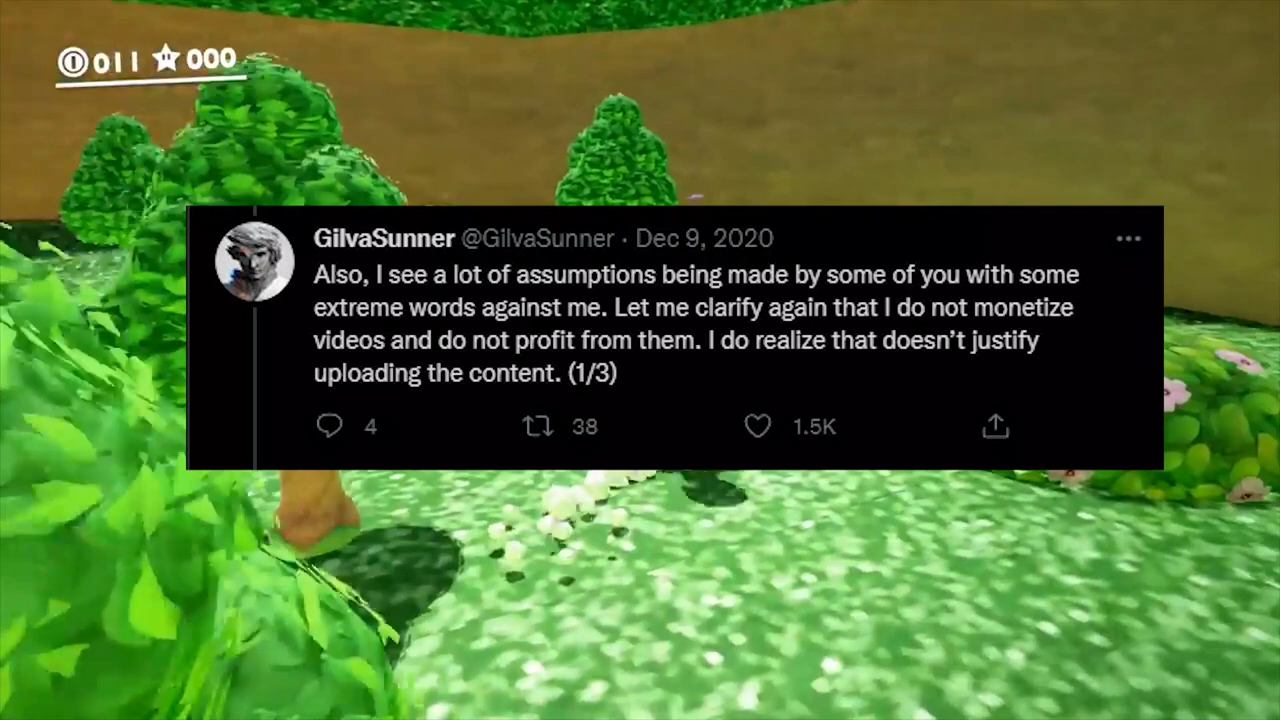 011 000
GilvaSunner @GilvaSunner · Dec 9, 2020
Also, I see a lot of assumptions being made by some of you with some
extreme words against me. Let me clarify again that I do not monetize
videos and do not profit from them. I do realize that doesn't justify
uploading the content. (1/3)
4 38 1.5K